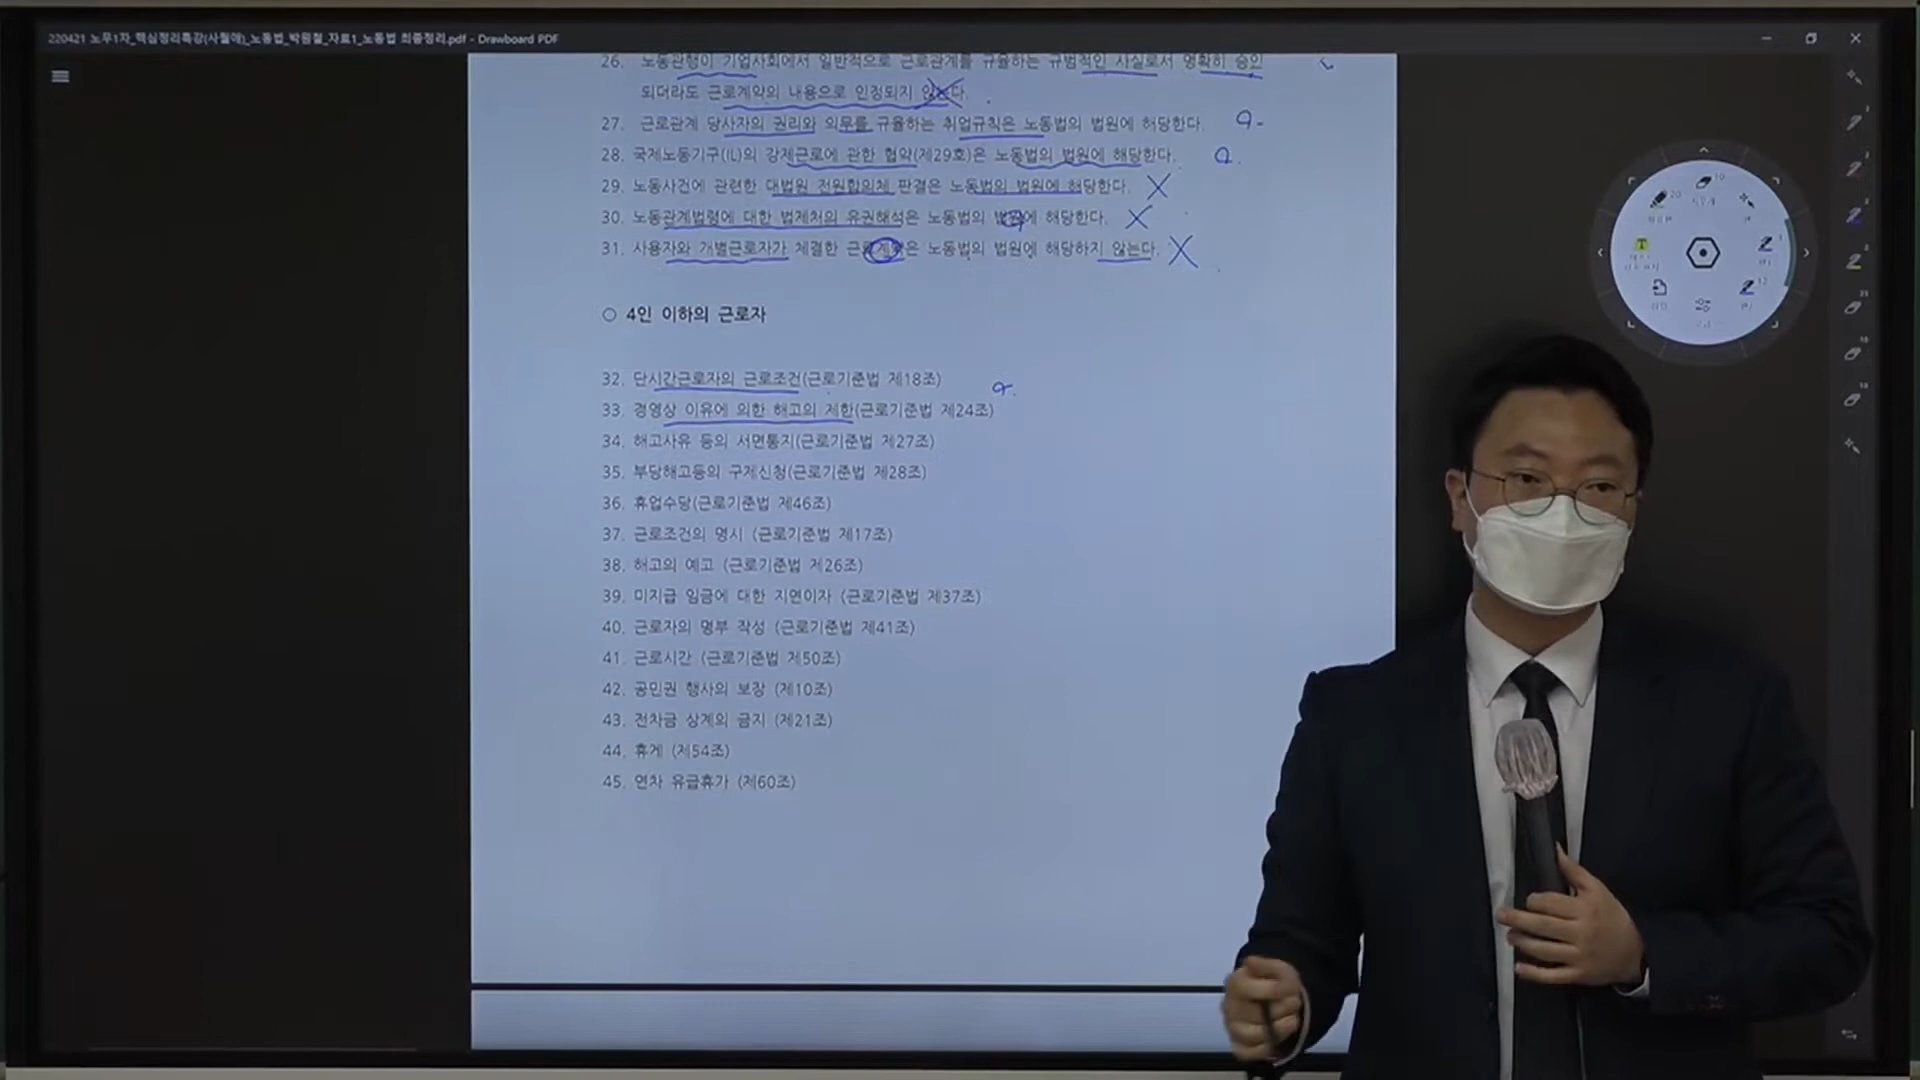 220421 노무1차_핵심정리특강(사월애)_노동법_박원철_자료1_노동법 최종정리.pdf - Drawboard PDF
26. 노동관행이 기업사회에서 일반적으로 근로관계를 규율하는 규범적인 사실로서 명확히 승인
되더라도 근로계약의 내용으로 인정되지 않는다.
27. 근로관계 당사자의 권리와 의무를 규율하는 취업규칙은 노동법의 법원에 해당한다.
28. 국제노동기구(IL)의 강제근로에 관한 협약(제29호)은 노동법의 법원에 해당한다.
29. 노동사건에 관련한 대법원 전원합의체 판결은 노동법의 법원에 해당한다. X
30. 노동관계법령에 대한 법제처의 유권해석은 노동법의 법원에 해당한다. X
31. 사용자와 개별근로자가 체결한 근로계약은 노동법의 법원에 해당하지 않는다. X
○ 4인 이하의 근로자
32. 단시간근로자의 근로조건(근로기준법 제18조)
33. 경영상 이유에 의한 해고의 제한(근로기준법 제24조)
34. 해고사유 등의 서면통지(근로기준법 제27조)
35. 부당해고등의 구제신청(근로기준법 제28조)
36. 휴업수당(근로기준법 제46조)
37. 근로조건의 명시 (근로기준법 제17조)
38. 해고의 예고 (근로기준법 제26조)
39. 미지급 임금에 대한 지연이자 (근로기준법 제37조)
40. 근로자의 명부 작성 (근로기준법 제41조)
41. 근로시간 (근로기준법 제50조)
42. 공민권 행사의 보장 (제10조)
43. 전차금 상계의 금지 (제21조)
44. 휴게 (제54조)
45. 연차 유급휴가 (제60조)